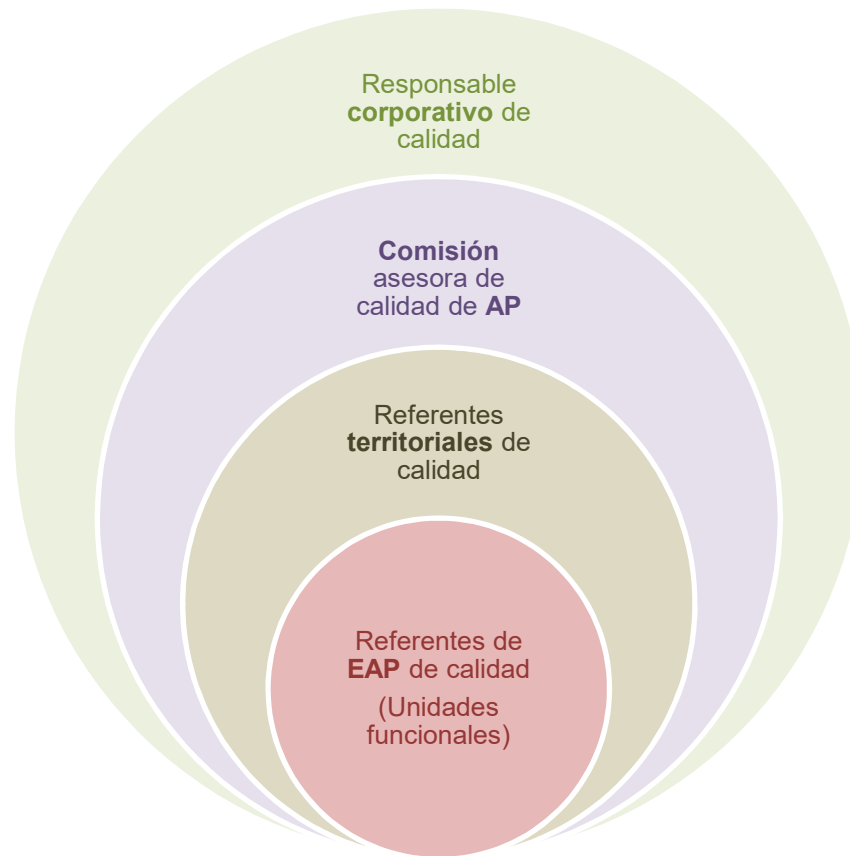 Responsable
corporativo de
calidad
Comisión
asesora de
calidad de AP
Referentes
territoriales de
calidad
Referentes de
EAP de calidad
(Unidades
funcionales)